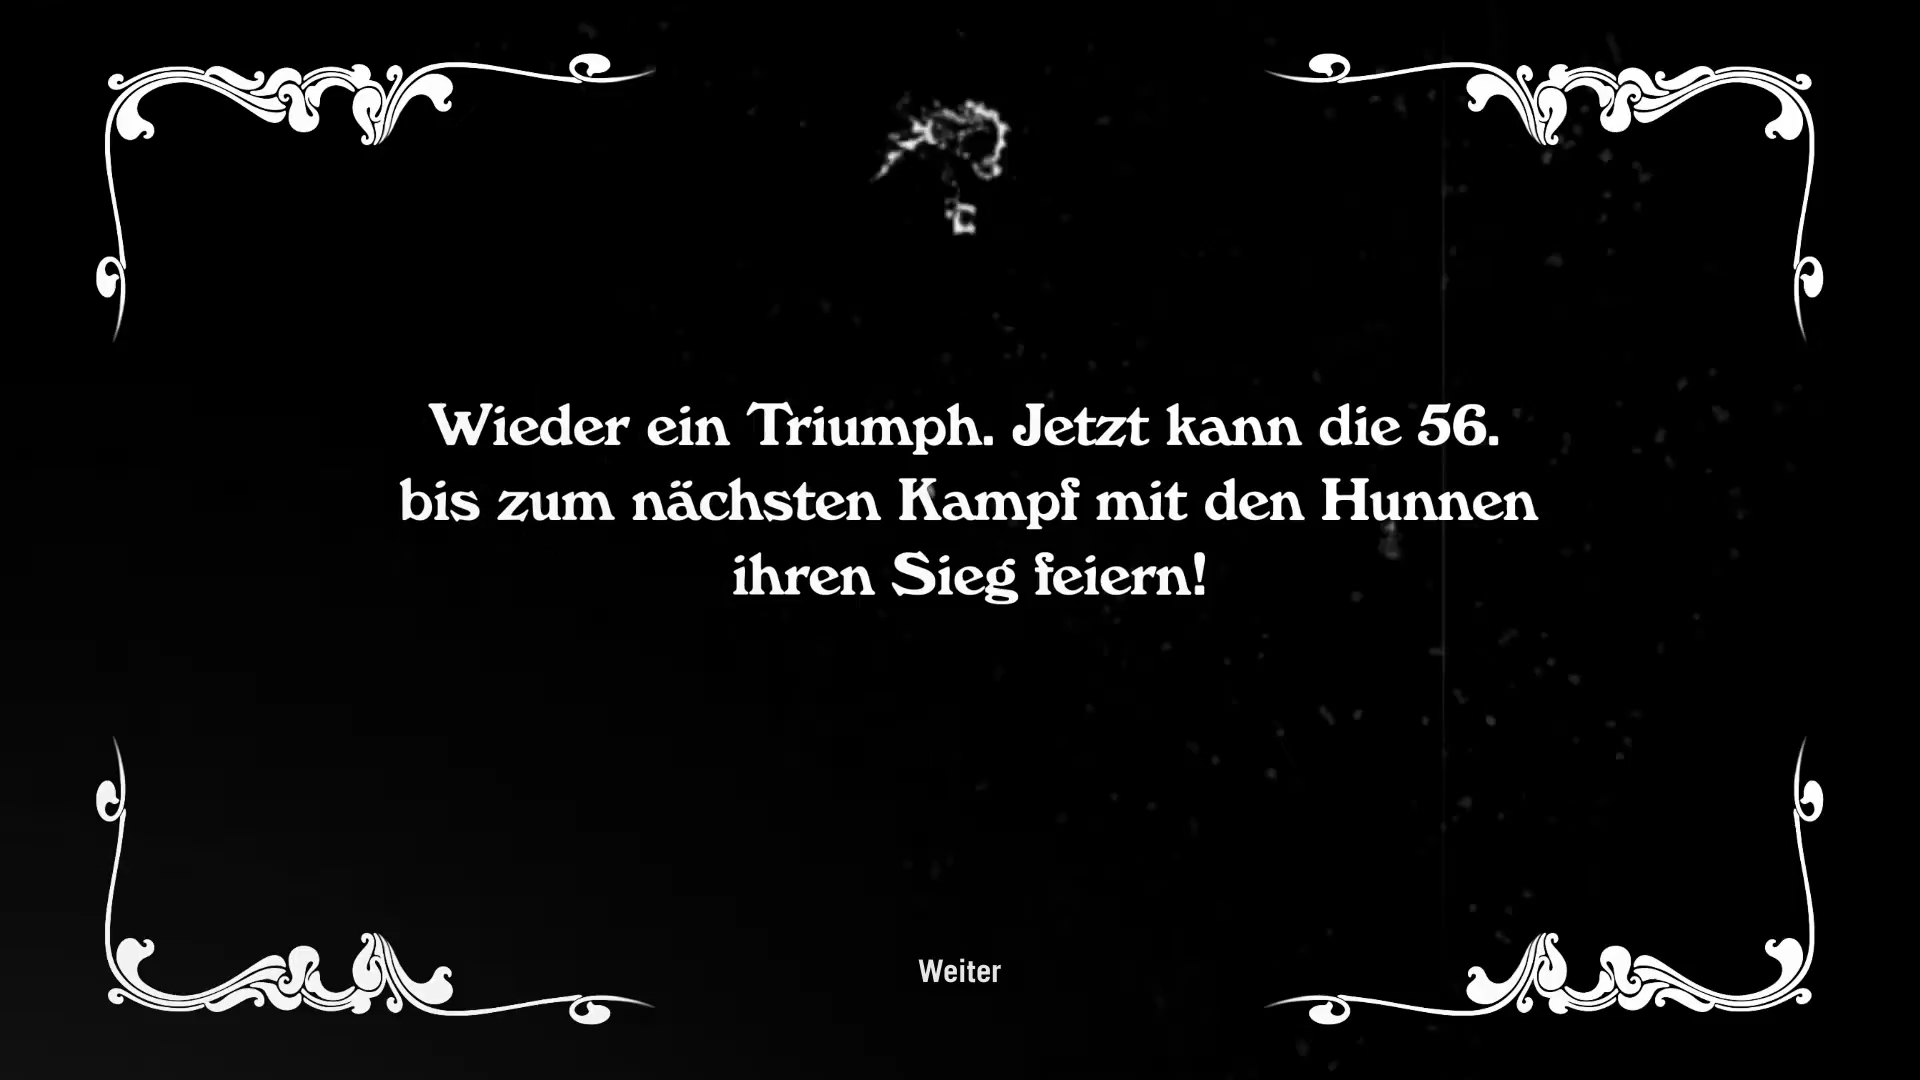 Wieder ein Triumph. Jetzt kann die 56.
bis zum nächsten Kampf mit den Hunnen
ihren Sieg feiern!
Weiter